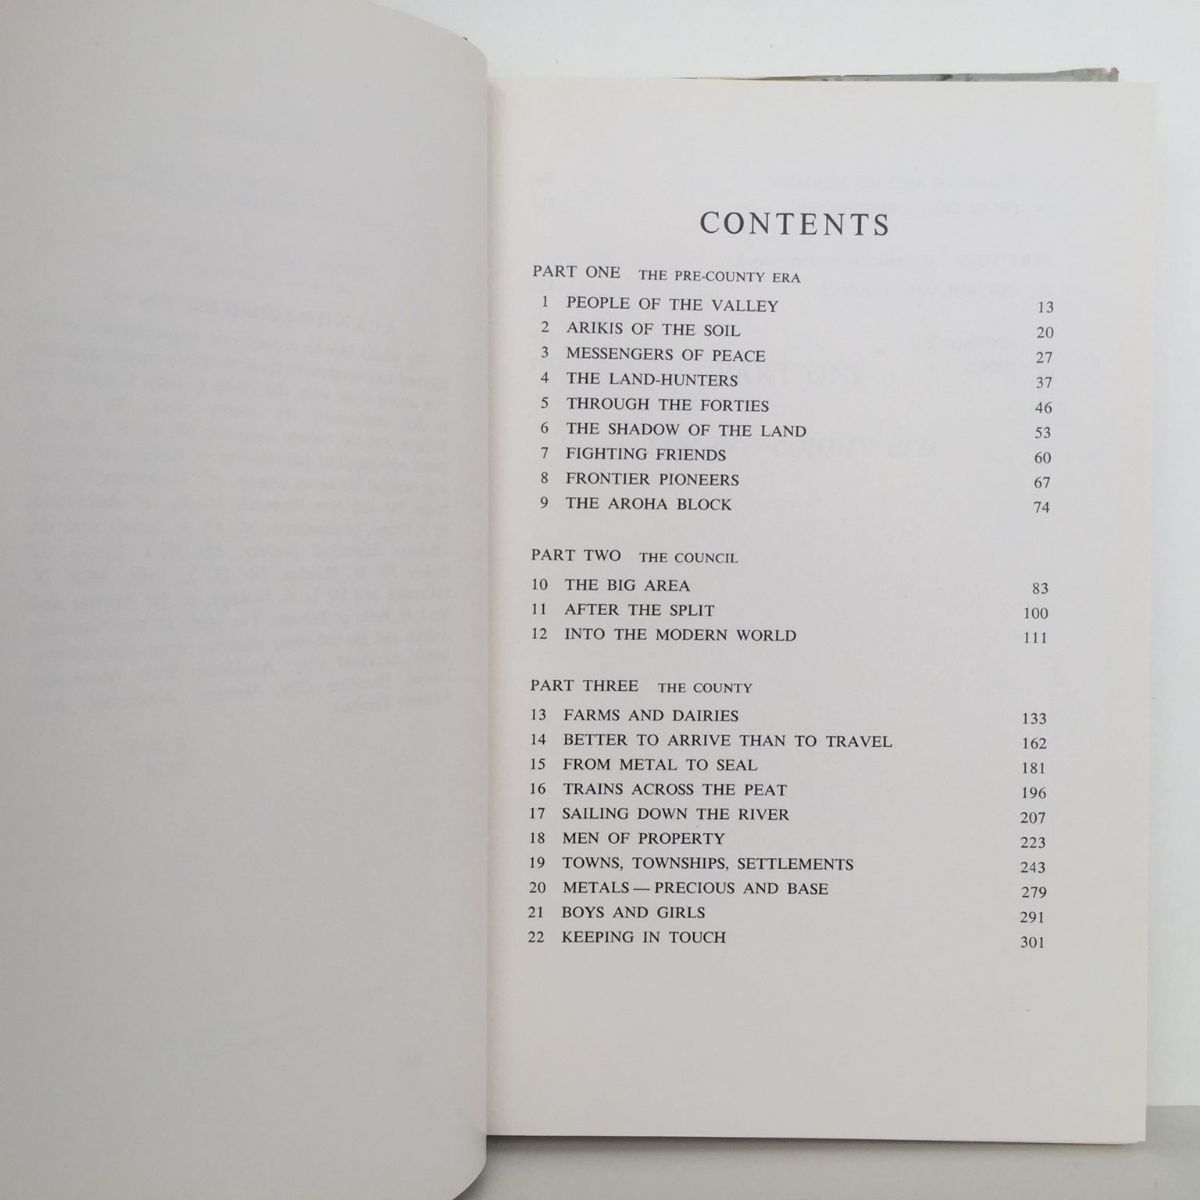 CONTENTS
PART ONE THE PRE-COUNTY ERA
1 PEOPLE OF THE VALLEY 13
2 ARIKIS OF THE SOIL 20
3 MESSENGERS OF PEACE 27
4 THE LAND-HUNTERS 37
5 THROUGH THE FORTIES 46
6 THE SHADOW OF THE LAND 53
7 FIGHTING FRIENDS 60
8 FRONTIER PIONEERS 67
9 THE AROHA BLOCK 74
PART TWO THE COUNCIL
10 THE BIG AREA 83
11 AFTER THE SPLIT 100
12 INTO THE MODERN WORLD 111
PART THREE THE COUNTY
13 FARMS AND DAIRIES 133
14 BETTER TO ARRIVE THAN TO TRAVEL 162
15 FROM METAL TO SEAL 181
16 TRAINS ACROSS THE PEAT 196
17 SAILING DOWN THE RIVER 207
18 MEN OF PROPERTY 223
19 TOWNS, TOWNSHIPS, SETTLEMENTS 243
20 METALS — PRECIOUS AND BASE 279
21 BOYS AND GIRLS 291
22 KEEPING IN TOUCH 301